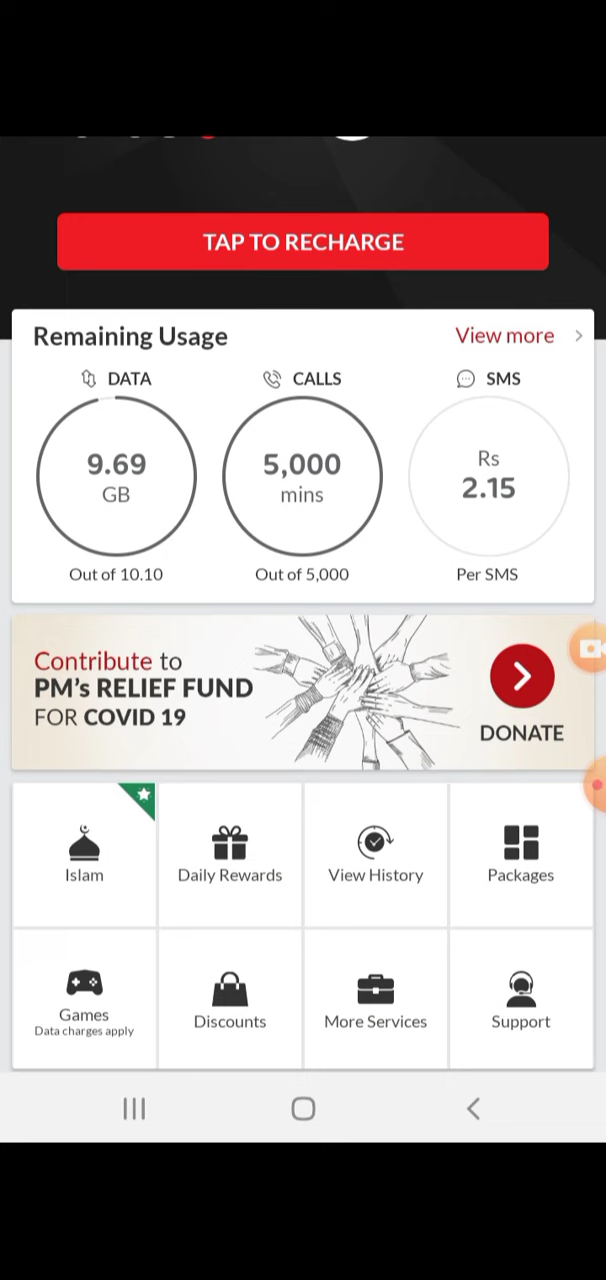 TAP TO RECHARGE
Remaining Usage
View more
DATA
CALLS
SMS
9.69
GB
5,000
mins
Rs
2.15
Out of 10.10
Out of 5,000
Per SMS
Contribute to
PM's RELIEF FUND
FOR COVID 19
DONATE
Islam
Daily Rewards
View History
Packages
Games
Data charges apply
Discounts
More Services
Support